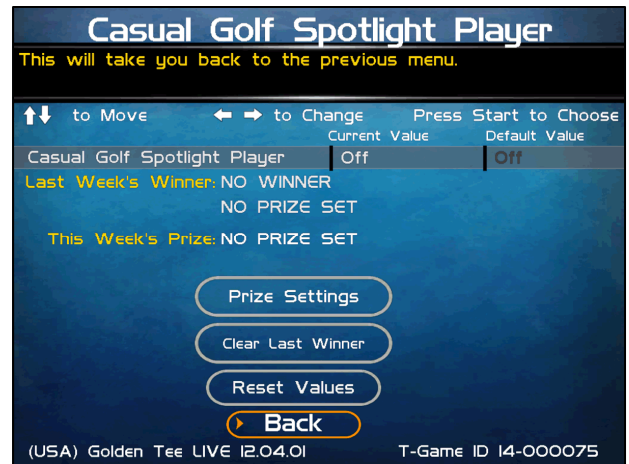 Casual Golf Spotlight Player
This will take you back to the previous menu.
to Move to Change Press Start to Choose
Current Value Default Value
Casual Golf Spotlight Player Off Off
Last Week's Winner: NO WINNER
NO PRIZE SET
This Week's Prize: NO PRIZE SET
Prize Settings
Clear Last Winner
Reset Values
Back
(USA) Golden Tee LIVE 12.04.01 T-Game ID 14-000075